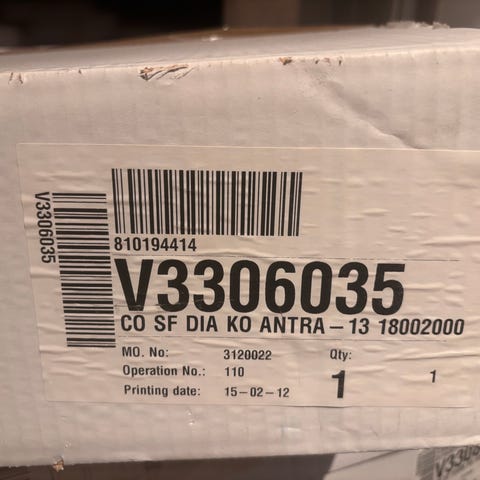 V3306035
810194414
V3306035
CO SF DIA KO ANTRA – 13 18002000
MO. No: 3120022 Qty:
Operation No.: 110 1 1
Printing date: 15-02-12
V3306